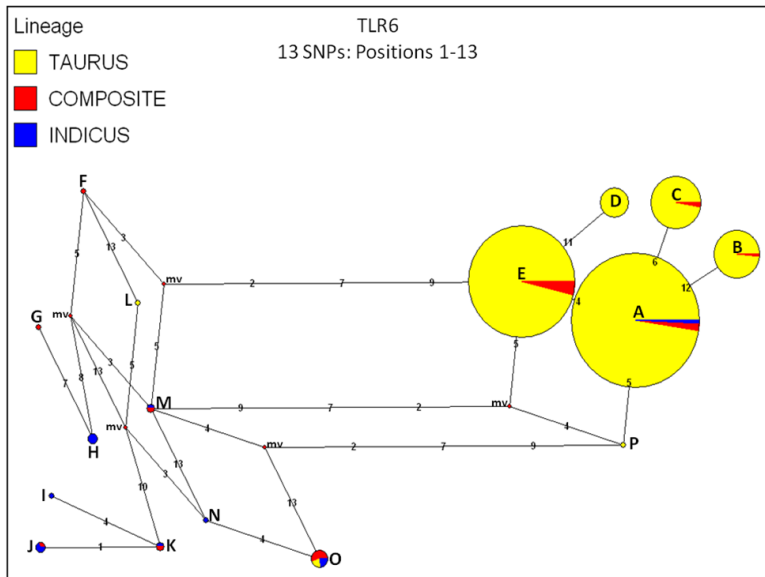 Lineage
TAURUS
COMPOSITE
INDICUS
TLR6
13 SNPs: Positions 1-13
F
D
C
B
3
11
6
5
13
12
mv
2
7
9
E
4
A
L
G
mv
5
5
3
5
5
7
8
13
M
9
7
2
mv
mv
4
4
H
13
mv
2
7
9
P
3
10
13
I
N
4
4
J
1
K
O